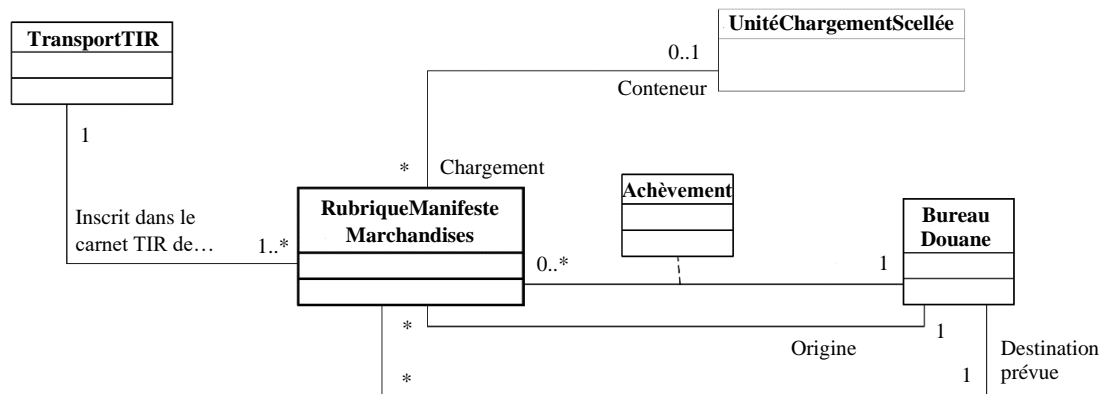 TransportTIR
UnitéChargementScellée
0..1
Conteneur
1
*
Chargement
Achèvement
RubriqueManifeste
Marchandises
Bureau
Douane
Inscrit dans le
carnet TIR de…
1..*
0..*
1
*
Origine
1
Destination
prévue
*
1